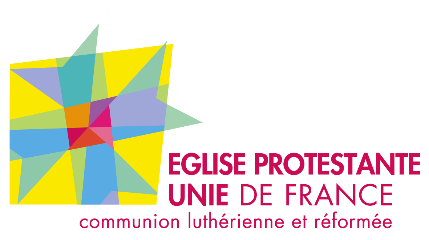 EGLISE PROTESTANTE
UNIE DE FRANCE
communion luthérienne et réformée